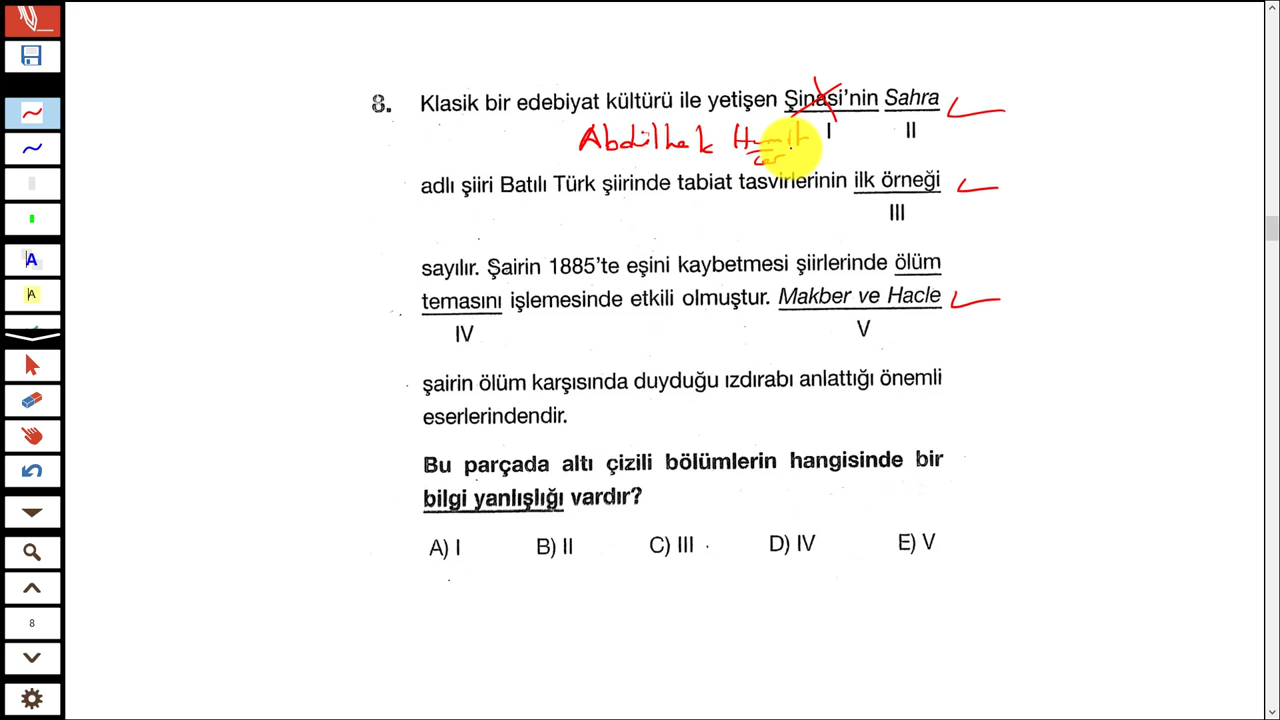 8. Klasik bir edebiyat kültürü ile yetişen Şinasi'nin Sahra
I II
Abdülhak
adlı şiiri Batılı Türk şiirinde tabiat tasvirlerinin ilk örneği
III
sayılır. Şairin 1885'te eşini kaybetmesi şiirlerinde ölüm
temasını işlemesinde etkili olmuştur. Makber ve Hacle
IV V
şairin ölüm karşısında duyduğu ızdırabı anlattığı önemli
eserlerindendir.
Bu parçada altı çizili bölümlerin hangisinde bir
bilgi yanlışlığı vardır?
A) I B) II C) III D) IV E) V
A
A
8